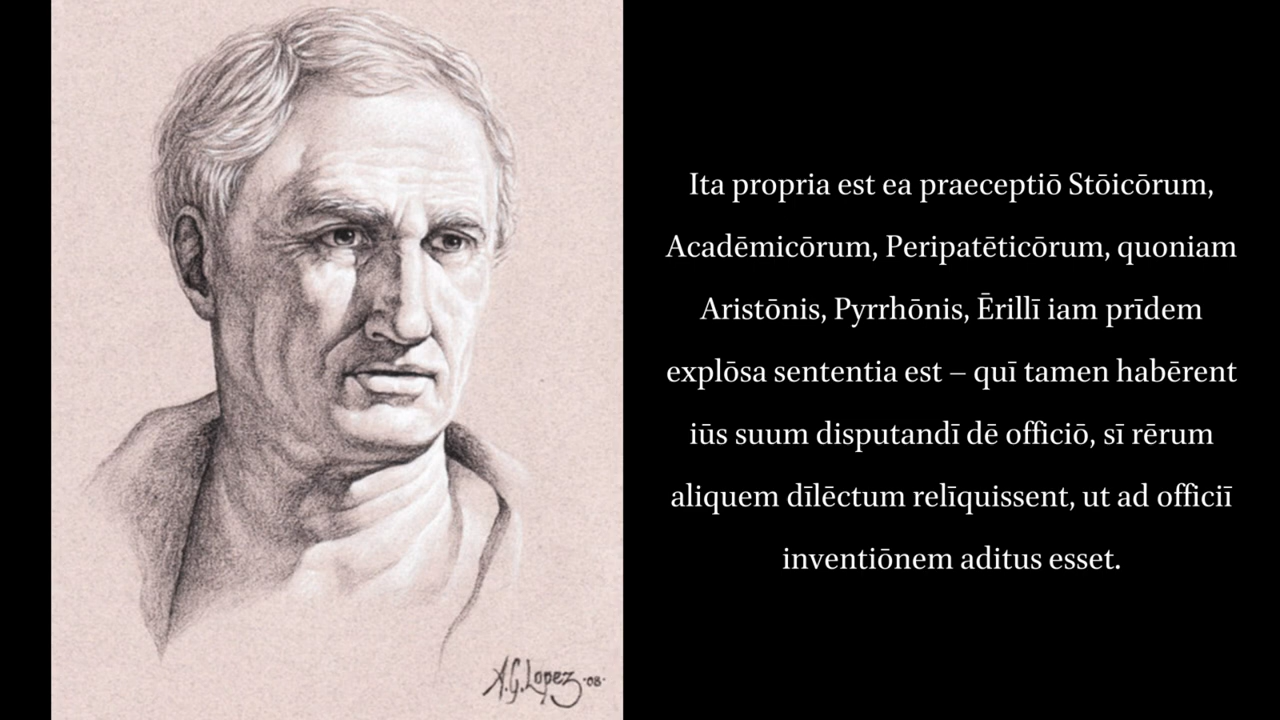 Ita propria est ea praeceptiō Stōicōrum,
Acadēmicōrum, Peripatēticōrum, quoniam
Aristōnis, Pyrrhōnis, Ērillī iam prīdem
explōsa sententia est – quī tamen habērent
iūs suum disputandī dē officiō, sī rērum
aliquem dīlēctum relīquissent, ut ad officiī
inventiōnem aditus esset.
A.G.Lopez ·08·